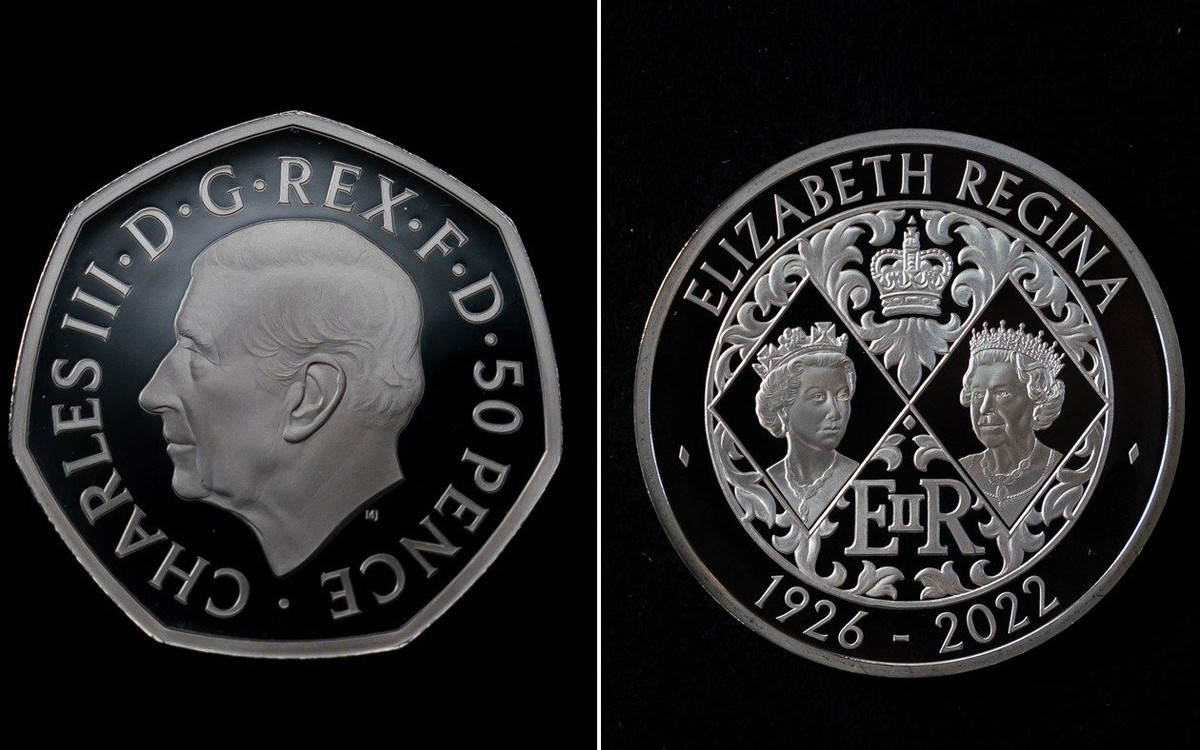 CHARLES III · D · G · REX · F · D · 50 PENCE ·
MJ
ELIZABETH REGINA
EIIR
1926 - 2022